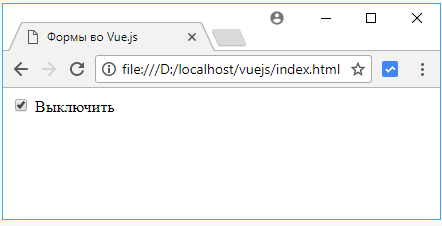 Формы во Vue.js
file:///D:/localhost/vuejs/index.html
Выключить